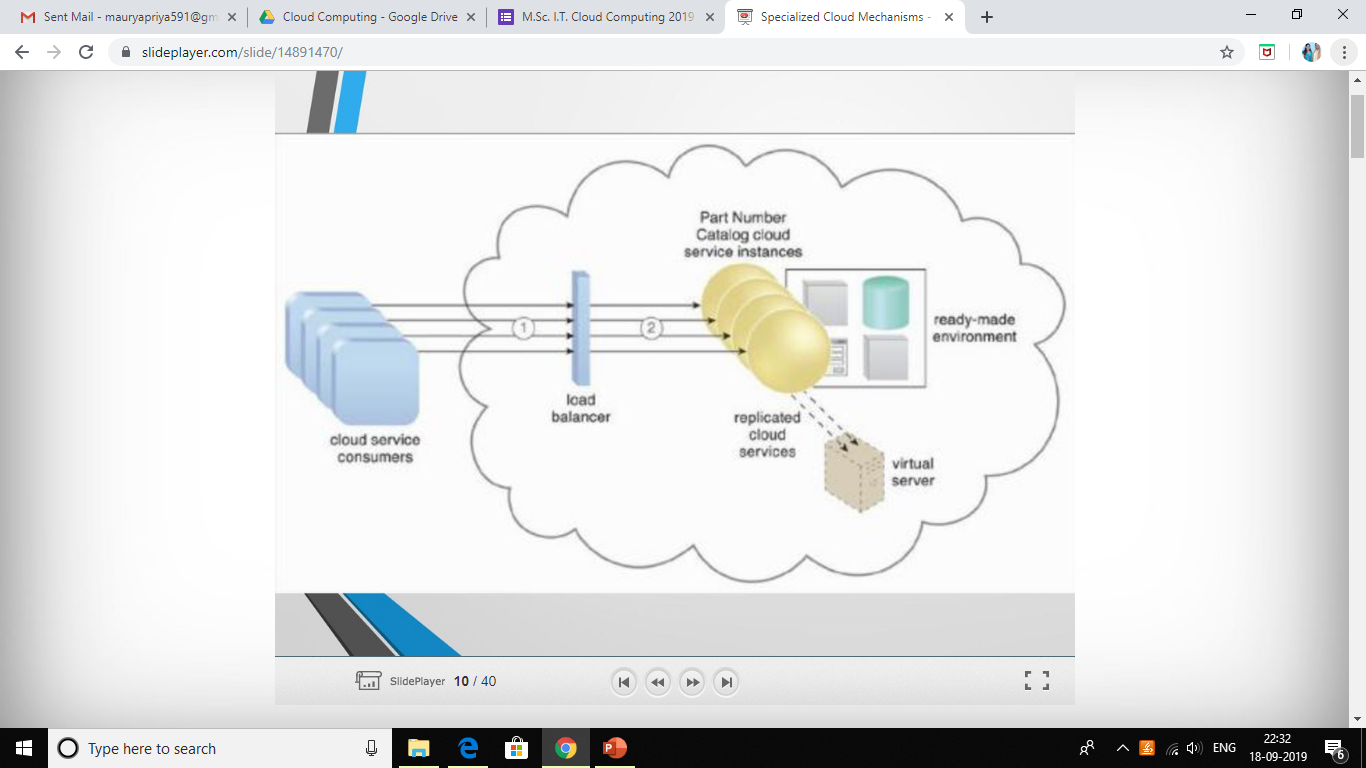 Sent Mail - mauryapriya591@gm
Cloud Computing - Google Drive
M.Sc. I.T. Cloud Computing 2019
Specialized Cloud Mechanisms -
slideplayer.com/slide/14891470/
Part Number
Catalog cloud
service instances
ready-made
environment
1
2
load
balancer
replicated
cloud
services
cloud service
consumers
virtual
server
SlidePlayer 10 / 40
Type here to search
ENG
22:32
18-09-2019
6